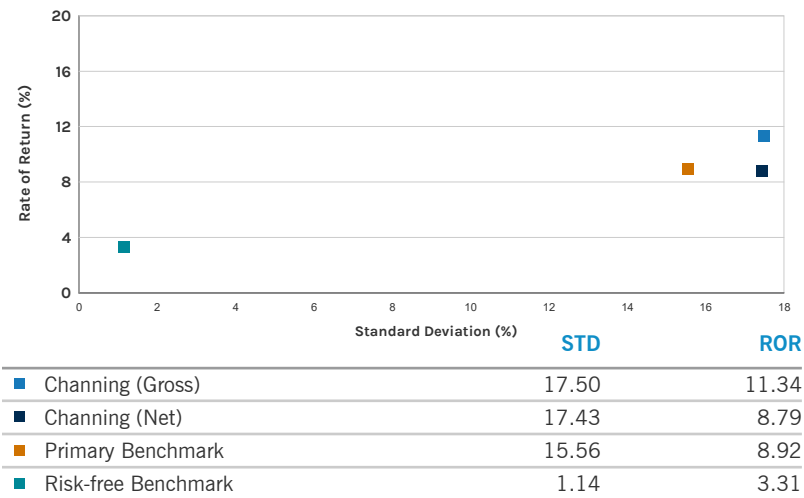 20
16
12
8
4
0
Rate of Return (%)
0 2 4 6 8 10 12 14 16 18
Standard Deviation (%)
STD ROR
Channing (Gross) 17.50 11.34
Channing (Net) 17.43 8.79
Primary Benchmark 15.56 8.92
Risk-free Benchmark 1.14 3.31